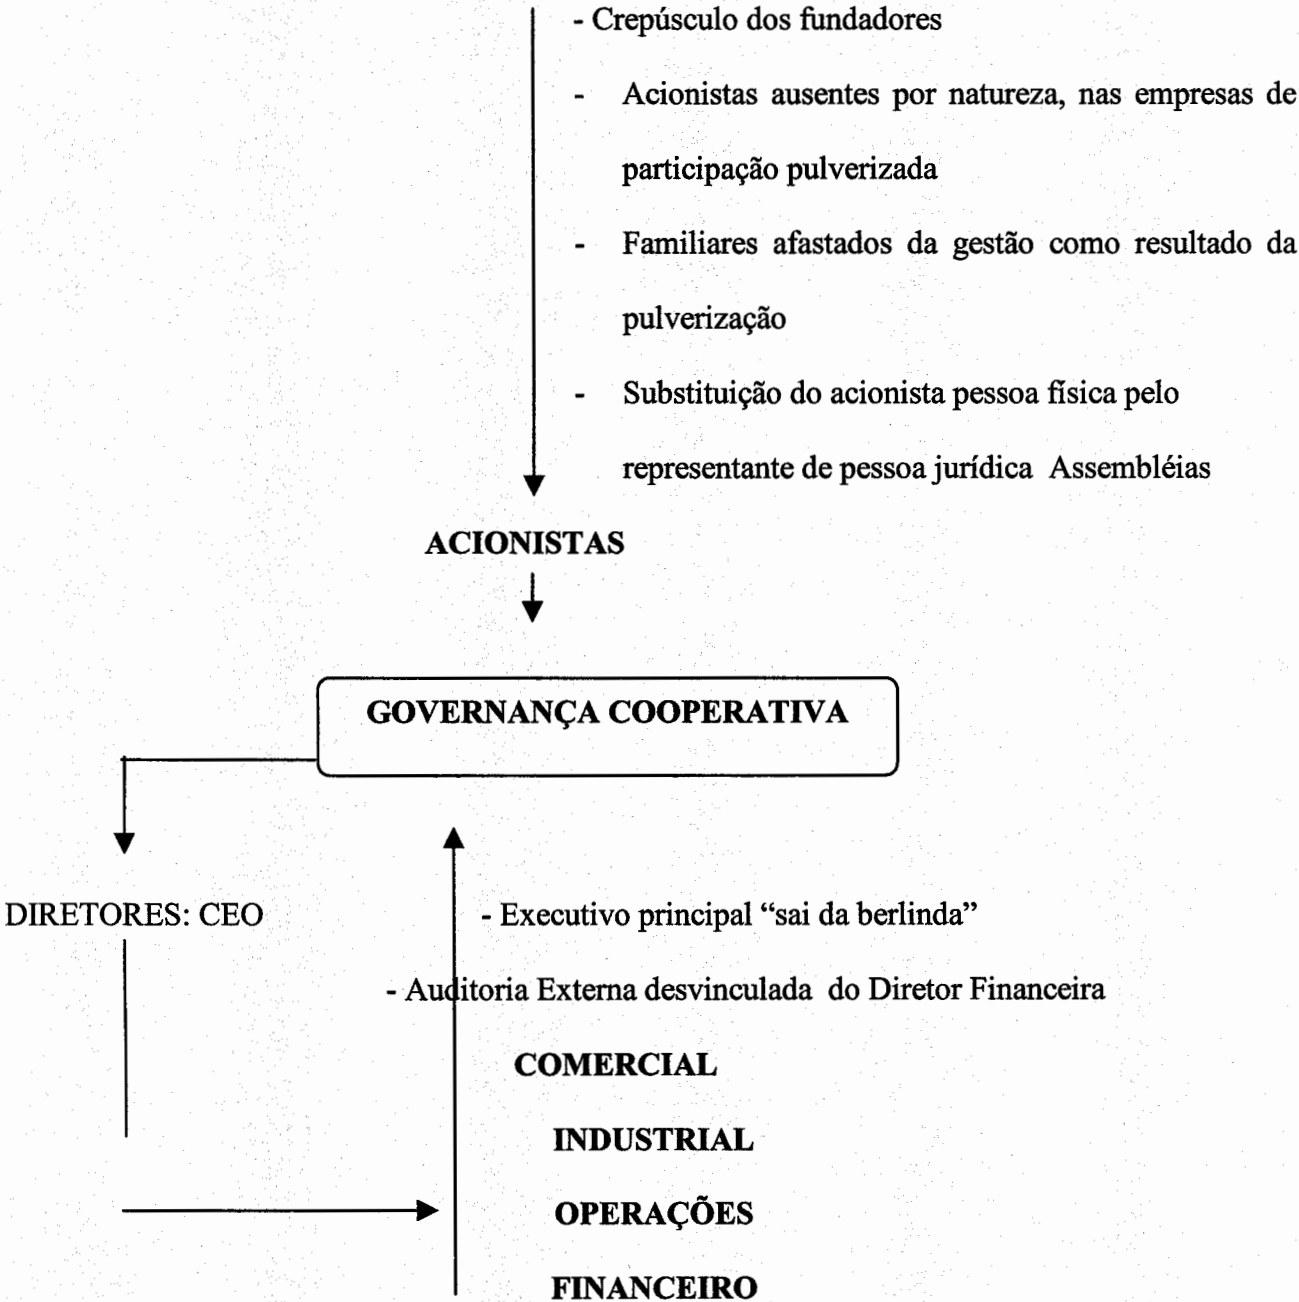 - Crepúsculo dos fundadores
- Acionistas ausentes por natureza, nas empresas de
participação pulverizada
- Familiares afastados da gestão como resultado da
pulverização
- Substituição do acionista pessoa física pelo
representante de pessoa jurídica Assembléias
ACIONISTAS
GOVERNANÇA COOPERATIVA
DIRETORES: CEO
- Executivo principal “sai da berlinda”
- Auditoria Externa desvinculada do Diretor Financeira
COMERCIAL
INDUSTRIAL
OPERAÇÕES
FINANCEIRO